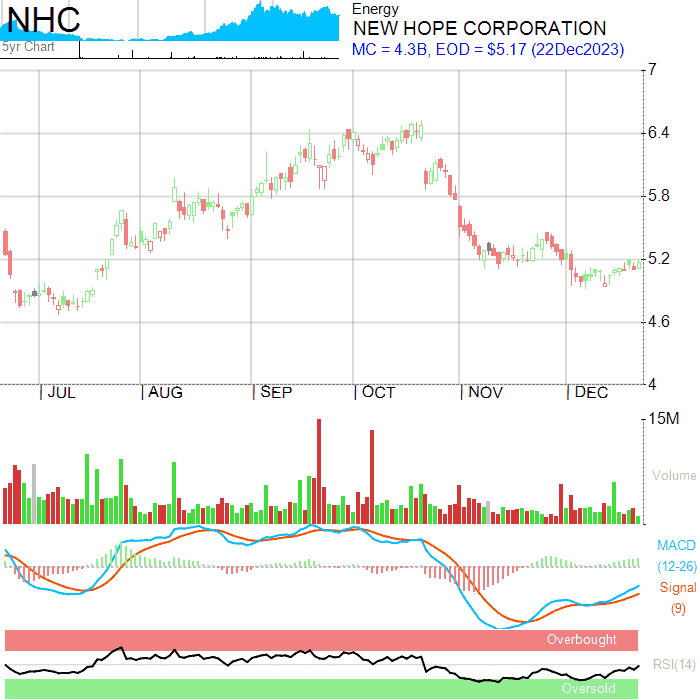 NHC
5yr Chart
Energy
NEW HOPE CORPORATION
MC = 4.3B, EOD = $5.17 (22Dec2023)
7
6.4
5.8
5.2
4.6
4
JUL AUG SEP OCT NOV DEC
15M
Volume
MACD
(12-26)
Signal
(9)
Overbought
RSI(14)
Oversold